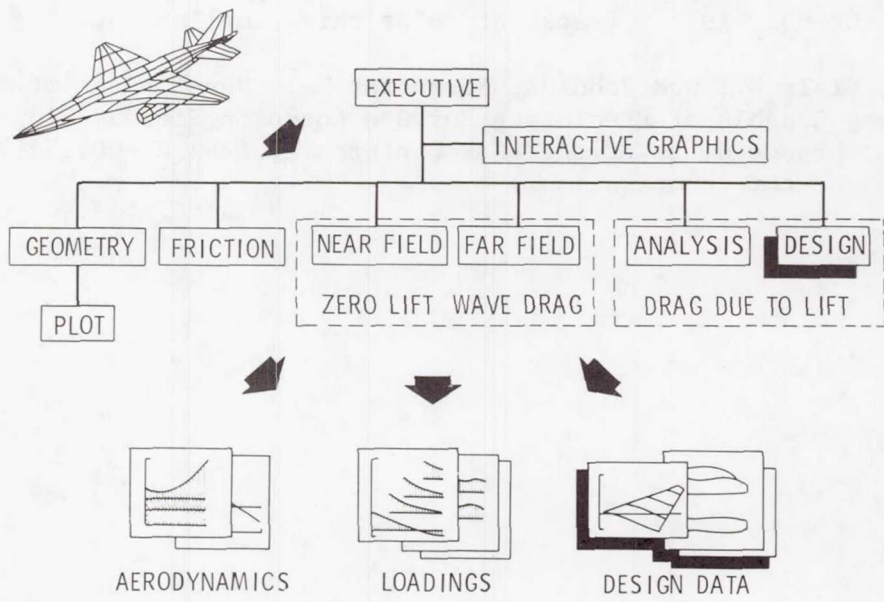 EXECUTIVE
INTERACTIVE GRAPHICS
GEOMETRY
FRICTION
NEAR FIELD
FAR FIELD
ANALYSIS
DESIGN
ZERO LIFT WAVE DRAG
DRAG DUE TO LIFT
PLOT
AERODYNAMICS
LOADINGS
DESIGN DATA